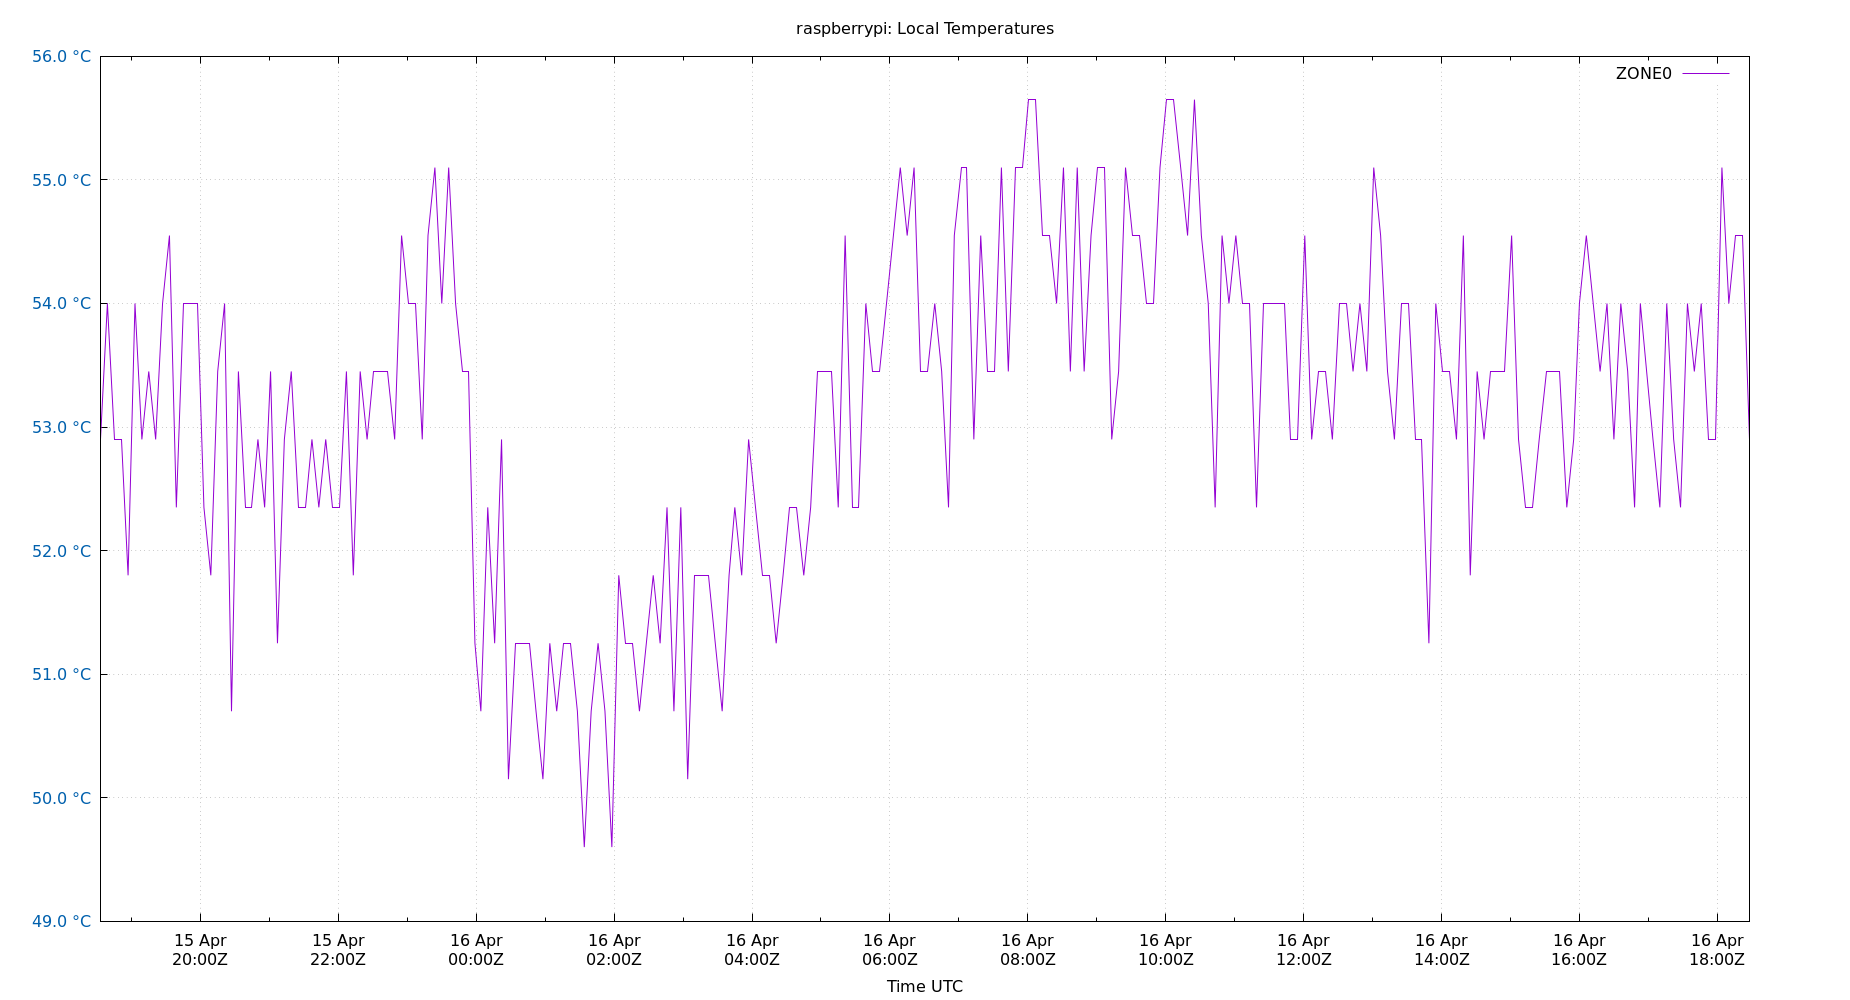 raspberrypi: Local Temperatures
56.0 °C
ZONE0
55.0 °C
54.0 °C
53.0 °C
52.0 °C
51.0 °C
50.0 °C
49.0 °C
15 Apr 15 Apr 16 Apr 16 Apr 16 Apr 16 Apr 16 Apr 16 Apr 16 Apr 16 Apr 16 Apr 16 Apr
20:00Z 22:00Z 00:00Z 02:00Z 04:00Z 06:00Z 08:00Z 10:00Z 12:00Z 14:00Z 16:00Z 18:00Z
Time UTC